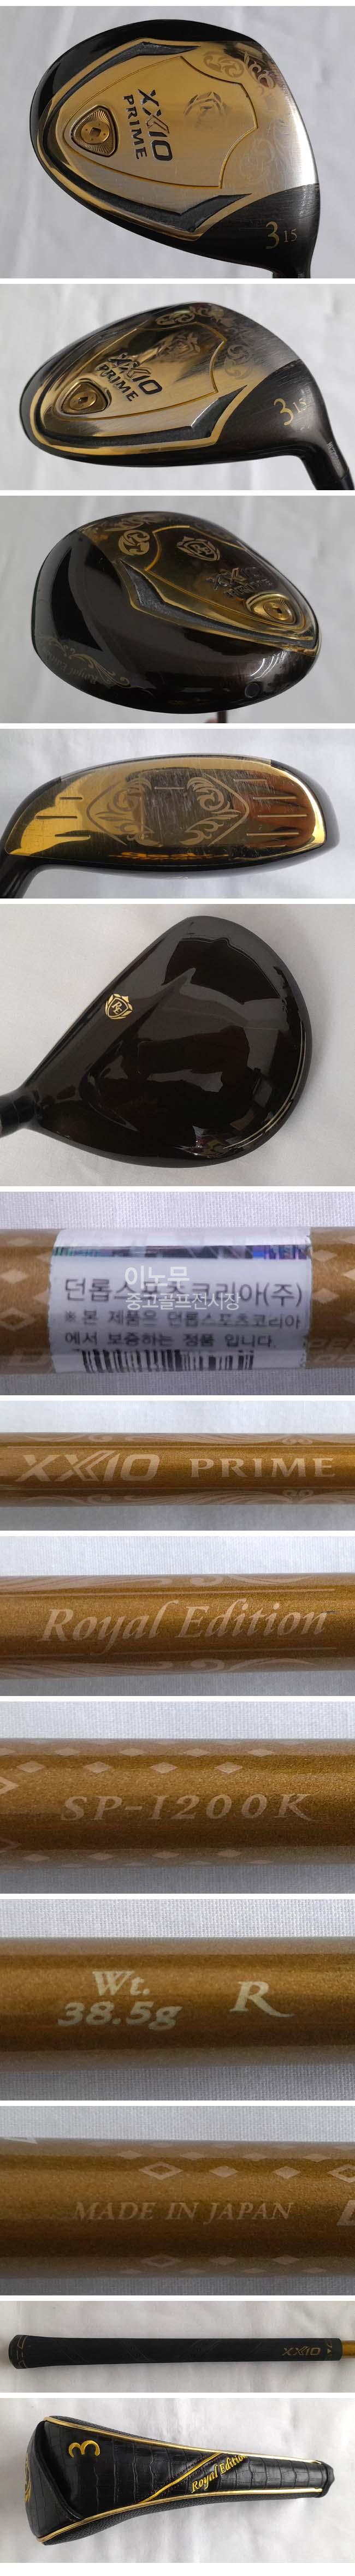 XXIO
PRIME
3 15
XXIO
PRIME
3 15
RE
이노무
중고골프전시장
던롭스포츠코리아(주)
※ 본 제품은 던롭스포츠코리아
에서 보증하는 정품 입니다.
XXIO PRIME
Royal Edition
SP-1200K
Wt.
38.5g
R
MADE IN JAPAN
XXIO
3
Royal Edition